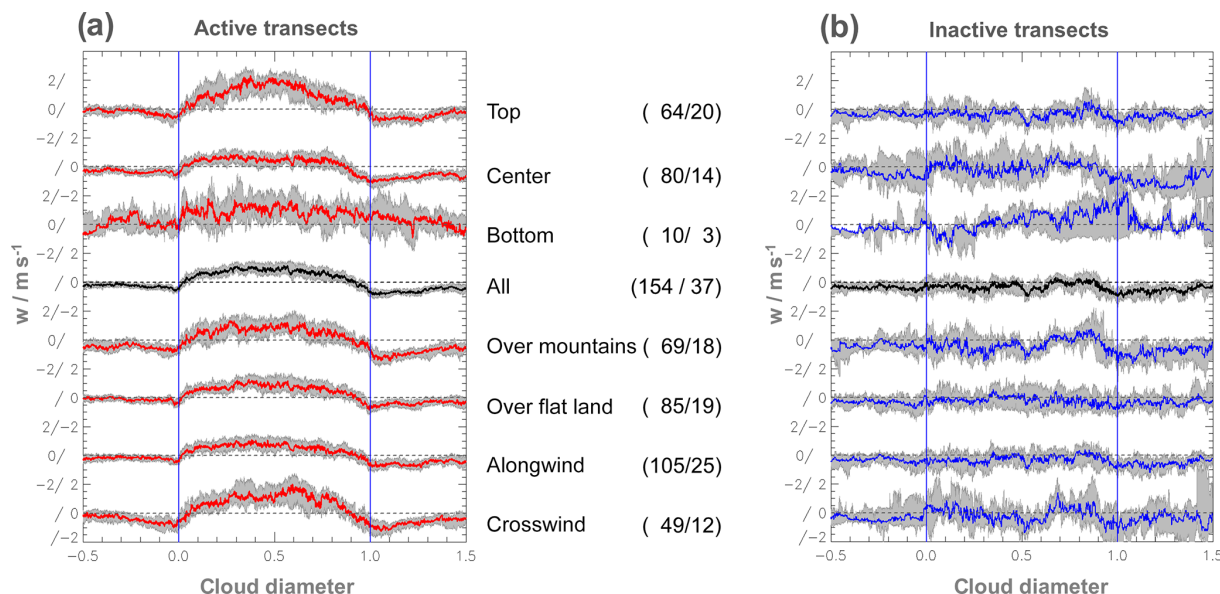 (a)
Active transects
(b)
Inactive transects
2/
0/
−2/ 2
/ 0
2/−2
0/
/−2 2
/ 0
2/−2
0/
−2/ 2
/ 0
2/−2
0/
−2/ 2
/ 0
/−2
w / m s-1
−0.5 0.0 0.5 1.0 1.5
Cloud diameter
Top ( 64/20)
Center ( 80/14)
Bottom ( 10/ 3)
All (154 / 37)
Over mountains ( 69/18)
Over flat land ( 85/19)
Alongwind (105/25)
Crosswind ( 49/12)
2/
0/
−2/ 2
/ 0
2/−2
0/
/−2 2
/ 0
2/−2
0/
−2/ 2
/ 0
2/−2
0/
−2/ 2
/ 0
/−2
w / m s-1
−0.5 0.0 0.5 1.0 1.5
Cloud diameter